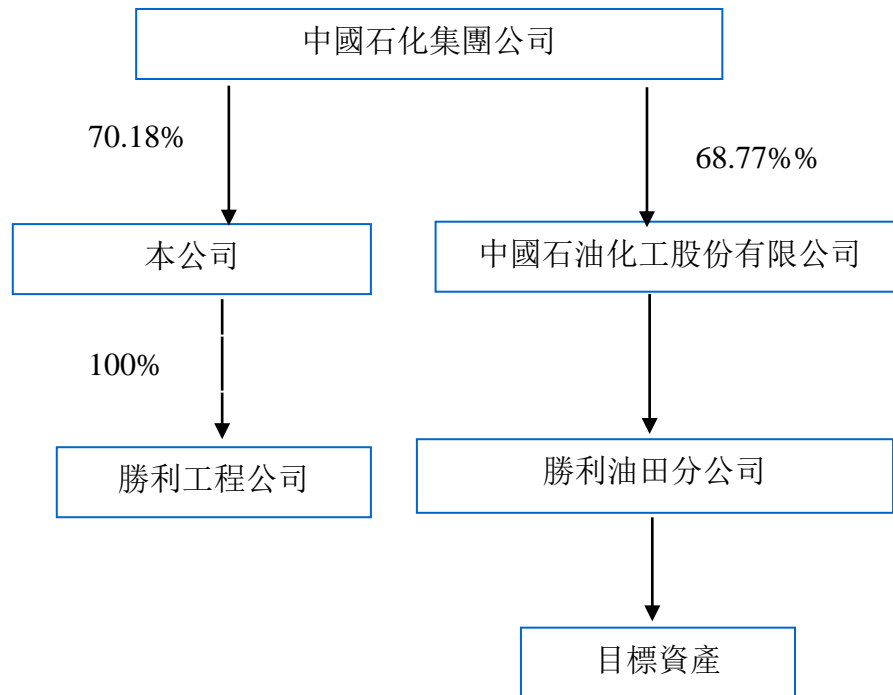 中國石化集團公司
70.18%
68.77%%
本公司
中國石油化工股份有限公司
100%
勝利工程公司
勝利油田分公司
目標資產